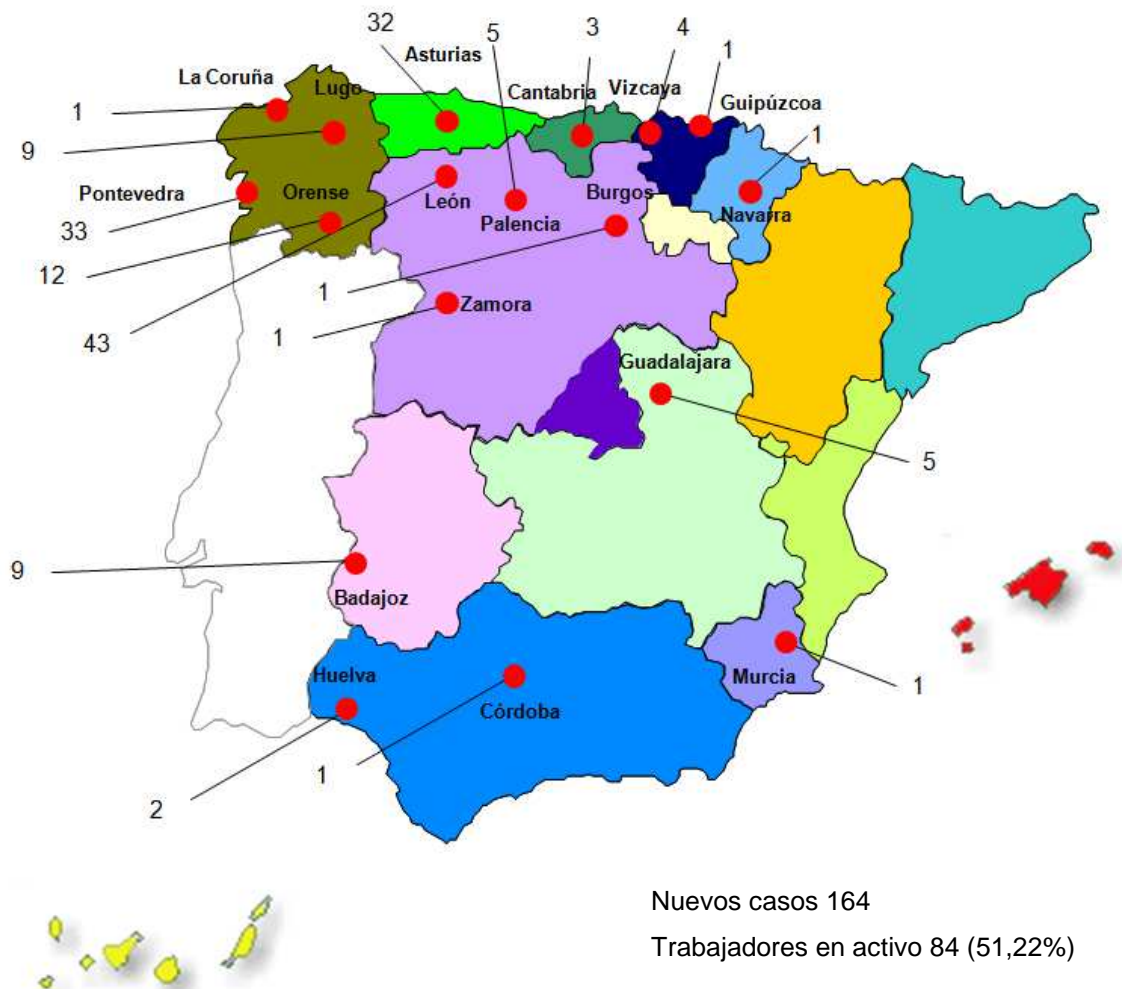 32
5
3
4
1
Asturias
La Coruña
Lugo
Cantabria
Vizcaya
Guipúzcoa
1
1
9
Pontevedra
Orense
León
Palencia
Burgos
Navarra
33
12
1
Zamora
43
1
Guadalajara
5
9
Badajoz
Huelva
Córdoba
Murcia
1
1
2
Nuevos casos 164
Trabajadores en activo 84 (51,22%)